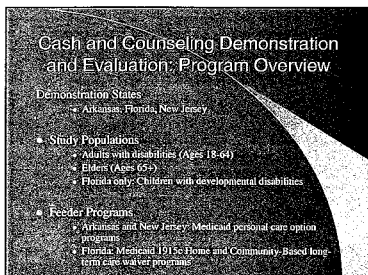 Cash and Counseling Demonstration
and Evaluation: Program Overview
Demonstration States
• Arkansas, Florida, New Jersey
• Study Populations
• Adults with disabilities (Ages 18-64)
• Elders (Ages 65+)
• Florida only: Children with developmental disabilities
• Feeder Programs
• Arkansas and New Jersey: Medicaid personal care option
programs
• Florida: Medicaid 1915c Home and Community-Based long-
term care waiver programs